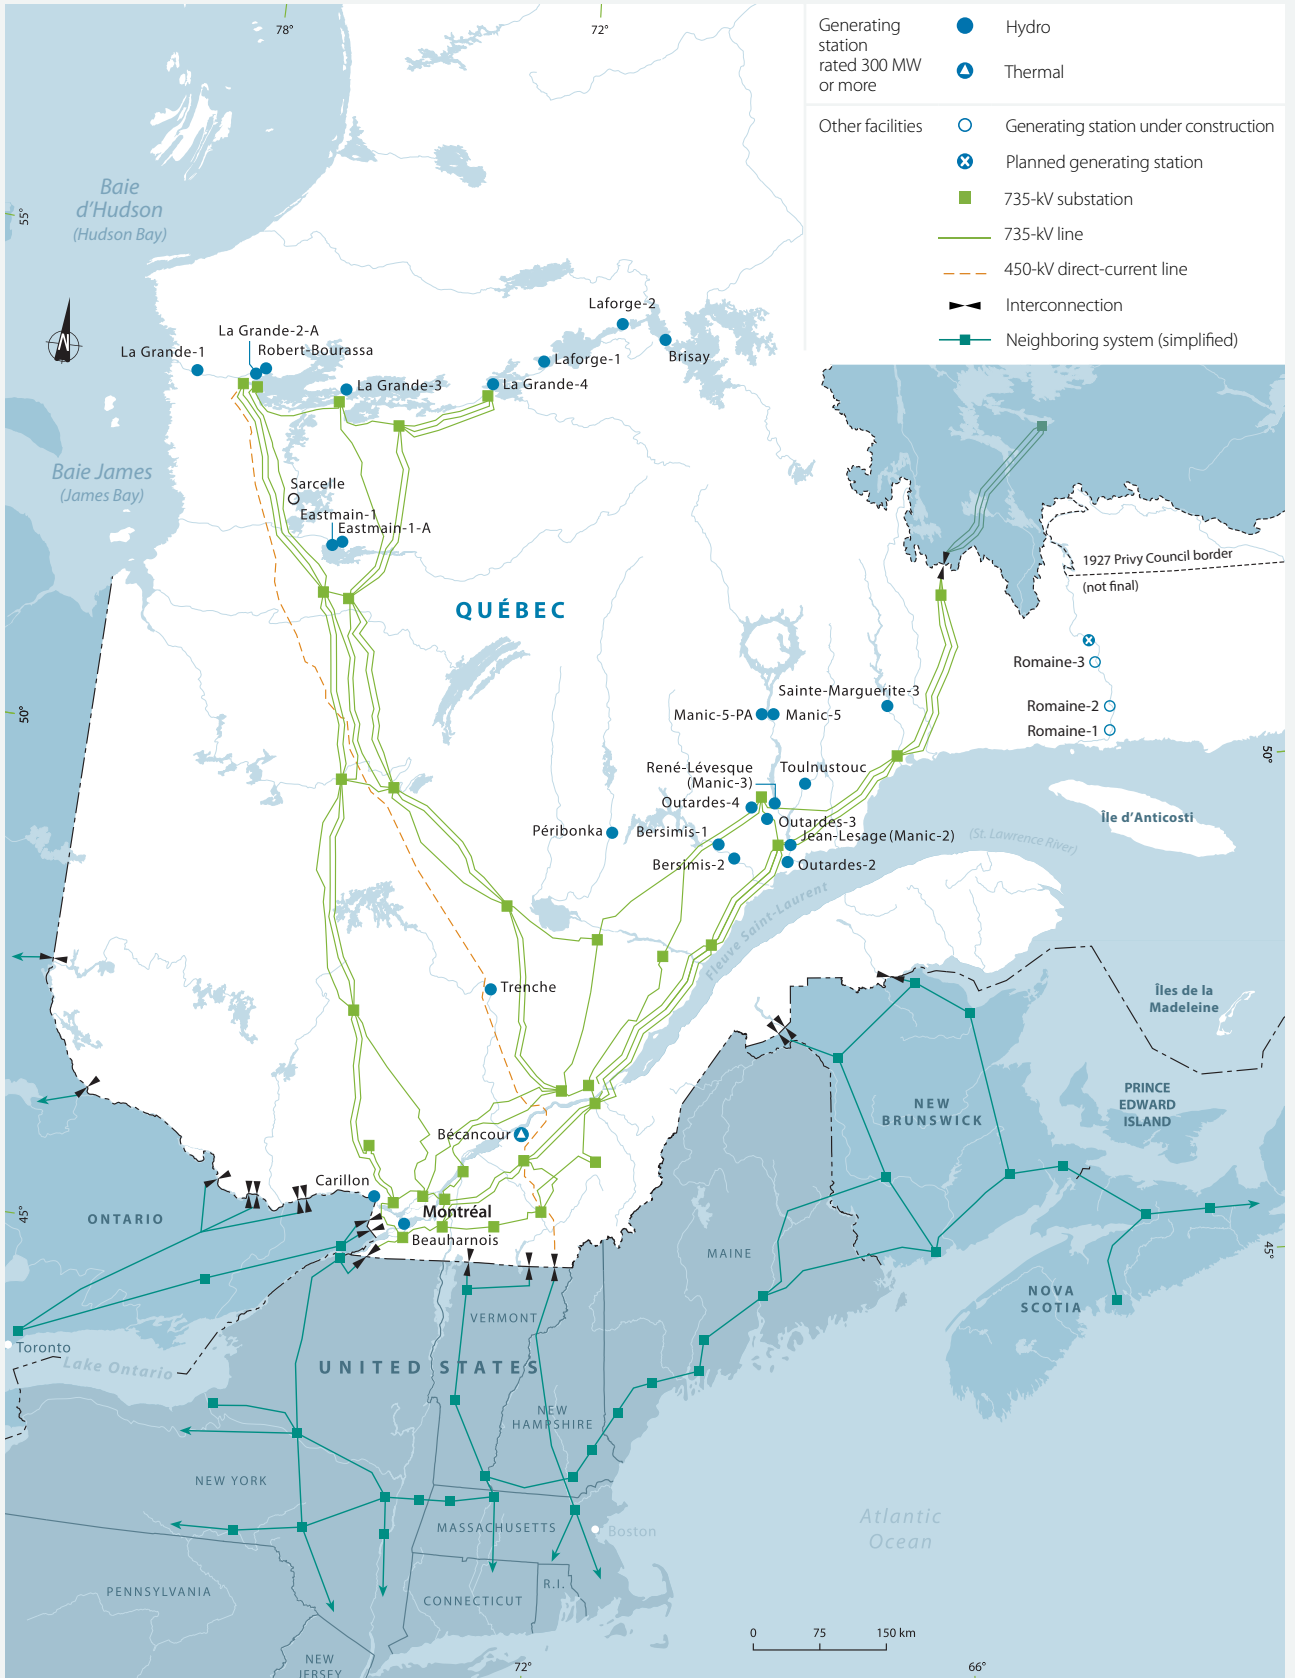 78°
72°
Generating
station
rated 300 MW
or more
Hydro
Thermal
Other facilities
Generating station under construction
Planned generating station
735-kV substation
735-kV line
450-kV direct-current line
Interconnection
Neighboring system (simplified)
55°
Baie
d'Hudson
(Hudson Bay)
N
Laforge-2
La Grande-2-A
La Grande-1
Robert-Bourassa
Laforge-1
Brisay
La Grande-3
La Grande-4
Baie James
(James Bay)
Sarcelle
Eastmain-1
Eastmain-1-A
1927 Privy Council border
(not final)
QUÉBEC
Romaine-3
Sainte-Marguerite-3
Romaine-2
50°
Manic-5-PA
Manic-5
Romaine-1
50°
René-Lévesque
(Manic-3)
Toulnustouc
Outardes-4
Île d'Anticosti
Outardes-3
Péribonka
Bersimis-1
Jean-Lesage (Manic-2)
(St. Lawrence River)
Bersimis-2
Outardes-2
Fleuve Saint-Laurent
Trenche
Îles de la
Madeleine
PRINCE
EDWARD
ISLAND
NEW
BRUNSWICK
Bécancour
Carillon
45°
ONTARIO
Montréal
Beauharnois
MAINE
45°
NOVA
SCOTIA
VERMONT
Toronto
Lake Ontario
UNITED STATES
NEW
HAMPSHIRE
NEW YORK
Atlantic
Ocean
MASSACHUSETTS
Boston
R.I.
PENNSYLVANIA
CONNECTICUT
0
75
150 km
NEW
JERSEY
72°
66°